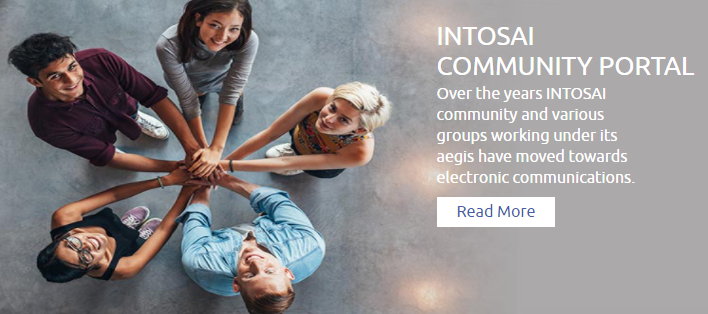 INTOSAI
COMMUNITY PORTAL
Over the years INTOSAI
community and various
groups working under its
aegis have moved towards
electronic communications.
Read More